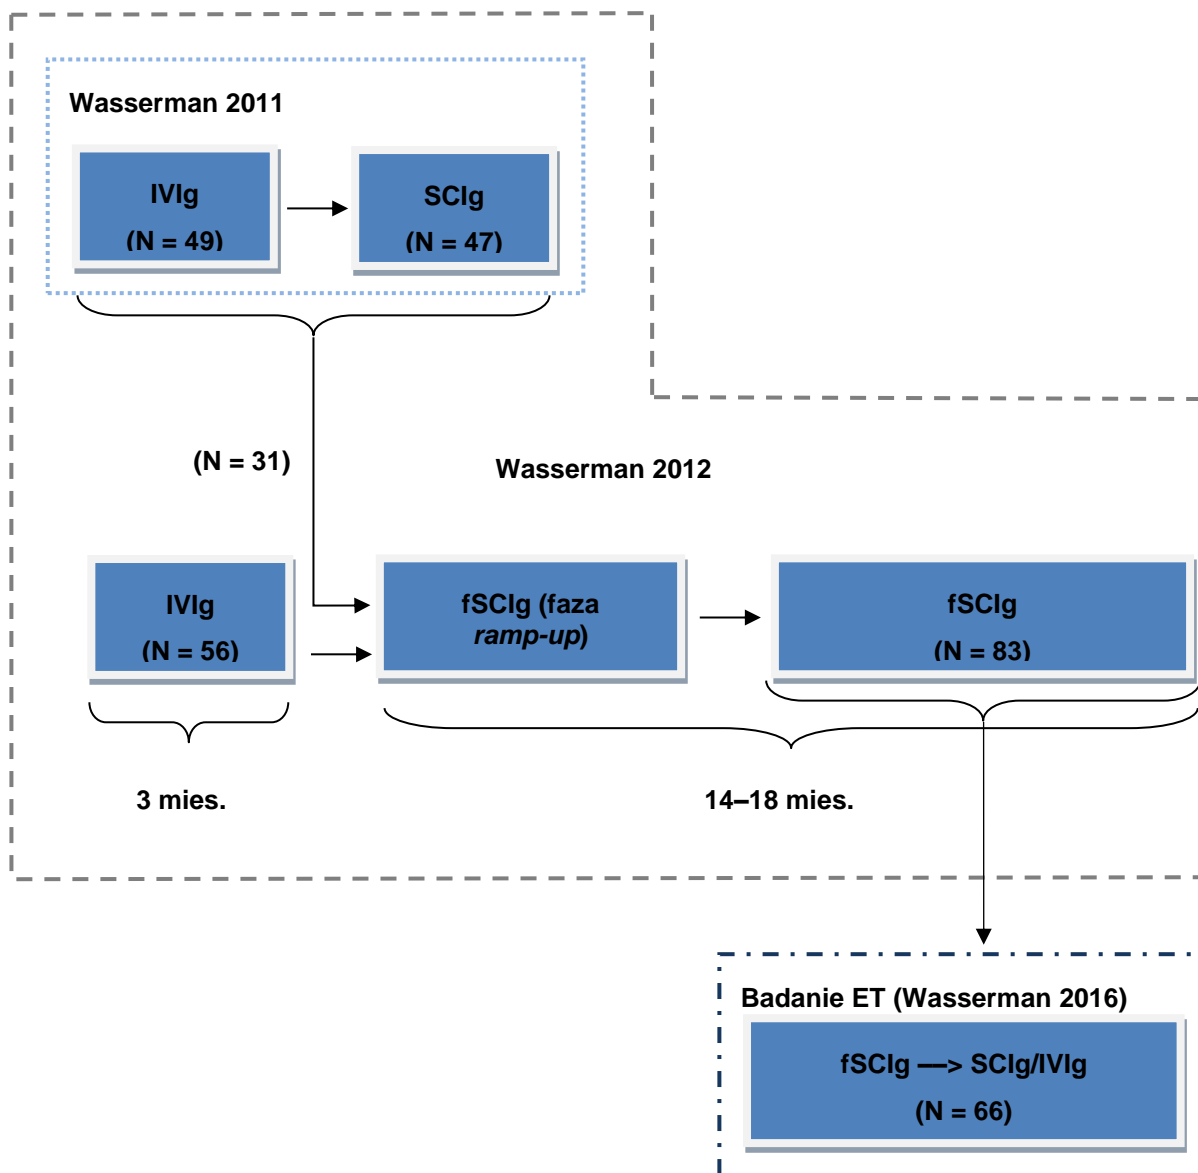 Wasserman 2011
IVIg
(N = 49)
SCIg
(N = 47)
(N = 31)
Wasserman 2012
IVIg
(N = 56)
fSCIg (faza
ramp-up)
fSCIg
(N = 83)
3 mies.
14–18 mies.
Badanie ET (Wasserman 2016)
fSCIg —> SCIg/IVIg
(N = 66)